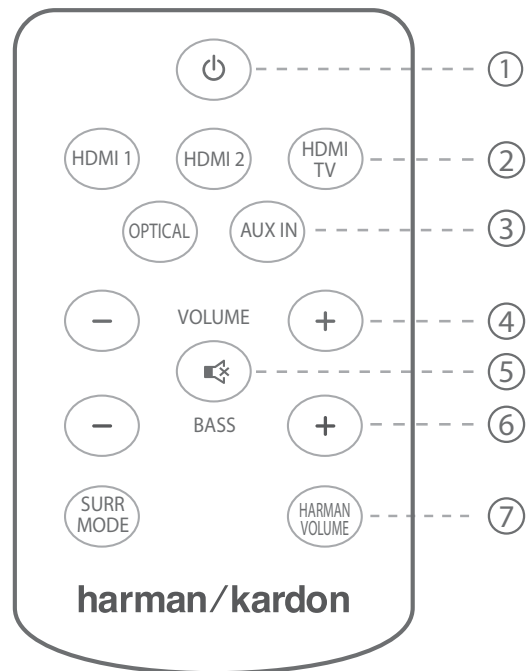 ①
HDMI 1 HDMI 2 HDMI TV ②
OPTICAL AUX IN ③
− VOLUME + ④
⑤
− BASS + ⑥
SURR MODE HARMAN VOLUME ⑦
harman/kardon